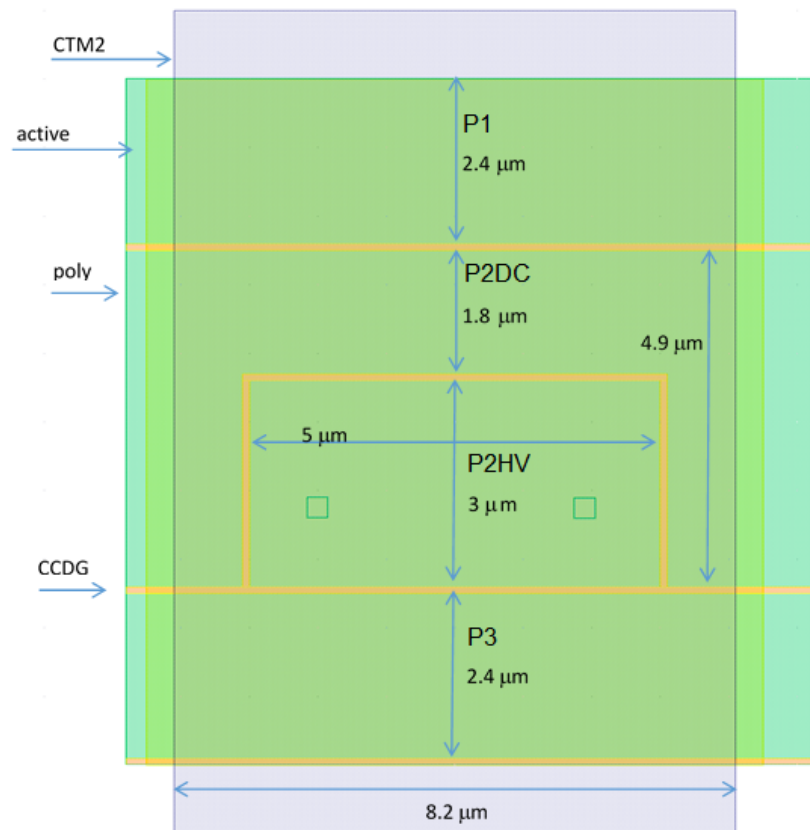 CTM2
active
P1
2.4 μm
poly
P2DC
1.8 μm
4.9 μm
5 μm
P2HV
3 μm
CCDG
P3
2.4 μm
8.2 μm